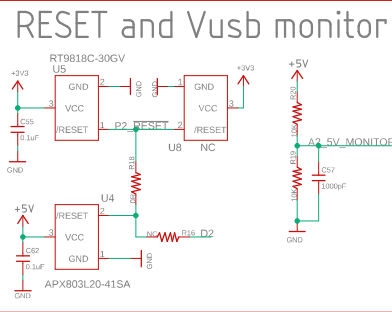 RESET and Vusb monitor
RT9818C-30GV
U5
+3V3
GND 2
3 VCC
/RESET 1
C55
0.1uF
GND
GND
GND
1 GND
VCC 3
2 /RESET
+3V3
P2_RESET
U8 NC
R18
0R
+5V
U4
/RESET 2
3 VCC
GND 1
C62
0.1uF
GND
APX803L20-41SA
NC R16 D2
GND
+5V
R20
10K
A2_5V_MONITOR
R19
10K
C57
1000pF
GND